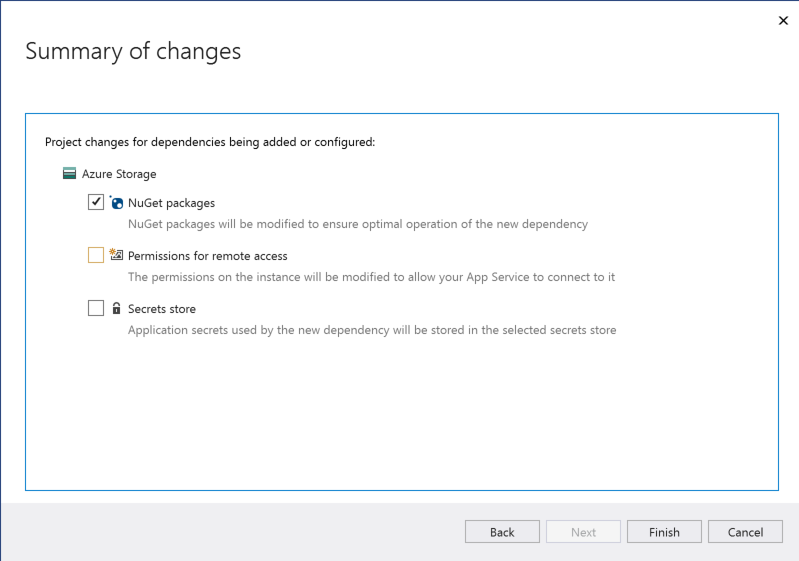 Summary of changes
Project changes for dependencies being added or configured:
Azure Storage
NuGet packages
NuGet packages will be modified to ensure optimal operation of the new dependency
Permissions for remote access
The permissions on the instance will be modified to allow your App Service to connect to it
Secrets store
Application secrets used by the new dependency will be stored in the selected secrets store
Back Next Finish Cancel